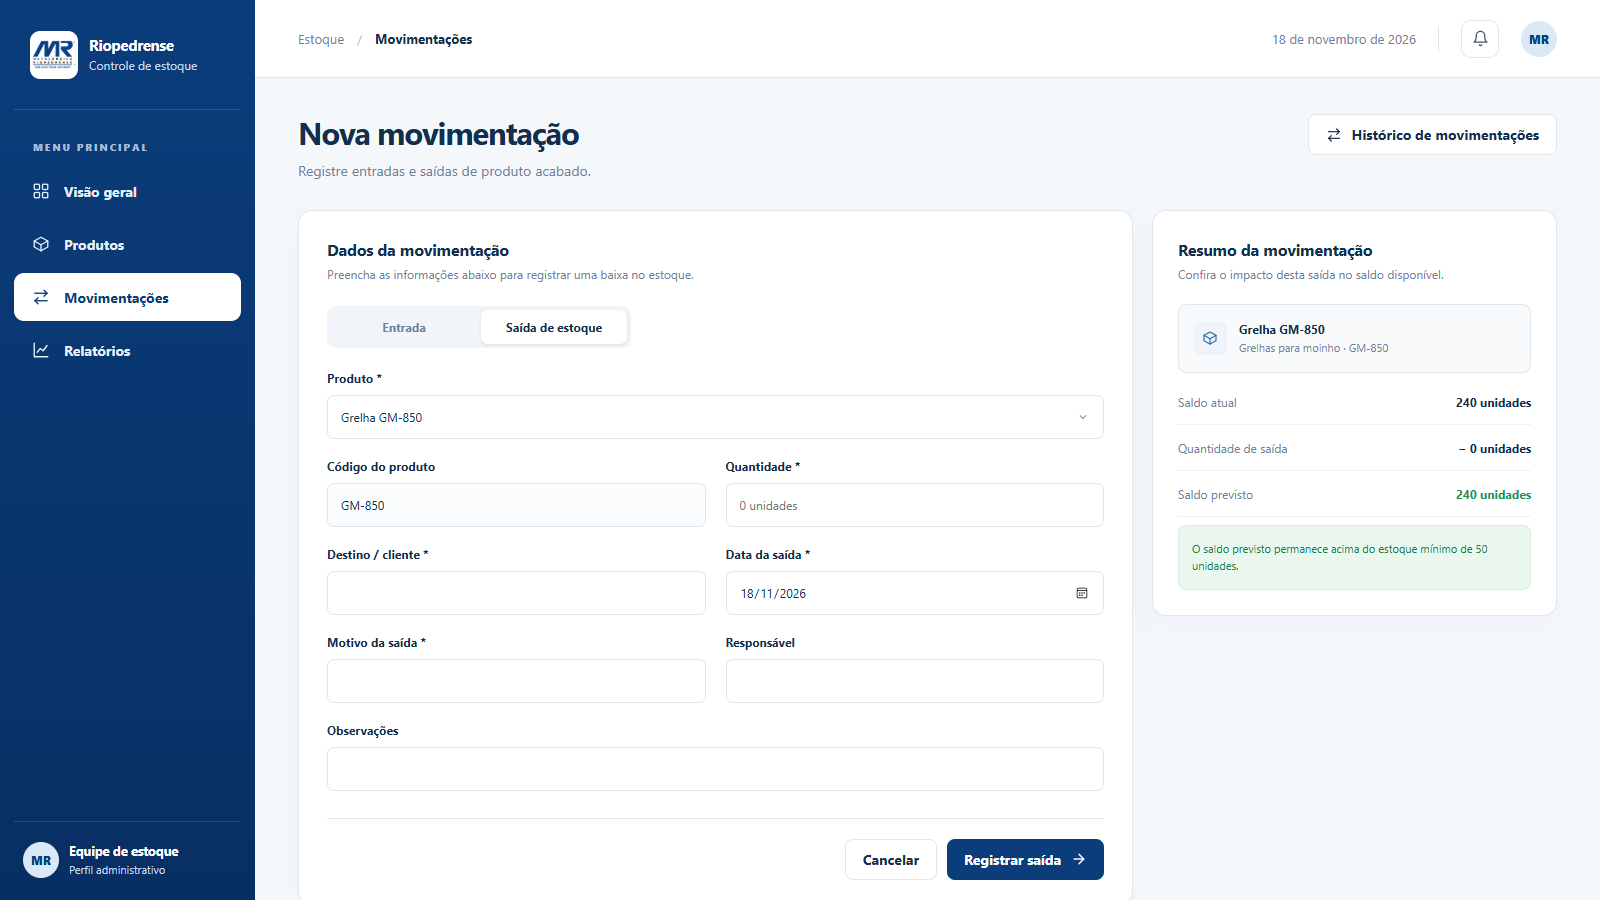 MR
Riopedrense
Controle de estoque
MENU PRINCIPAL
Visão geral
Produtos
Movimentações
Relatórios
MR
Equipe de estoque
Perfil administrativo
Estoque / Movimentações
18 de novembro de 2026
MR
Nova movimentação
Registre entradas e saídas de produto acabado.
Histórico de movimentações
Dados da movimentação
Preencha as informações abaixo para registrar uma baixa no estoque.
Entrada
Saída de estoque
Produto *
Grelha GM-850
Código do produto
GM-850
Quantidade *
0 unidades
Destino / cliente *
Data da saída *
18/11/2026
Motivo da saída *
Responsável
Observações
Cancelar
Registrar saída
Resumo da movimentação
Confira o impacto desta saída no saldo disponível.
Grelha GM-850
Grelhas para moinho · GM-850
Saldo atual
240 unidades
Quantidade de saída
− 0 unidades
Saldo previsto
240 unidades
O saldo previsto permanece acima do estoque mínimo de 50
unidades.